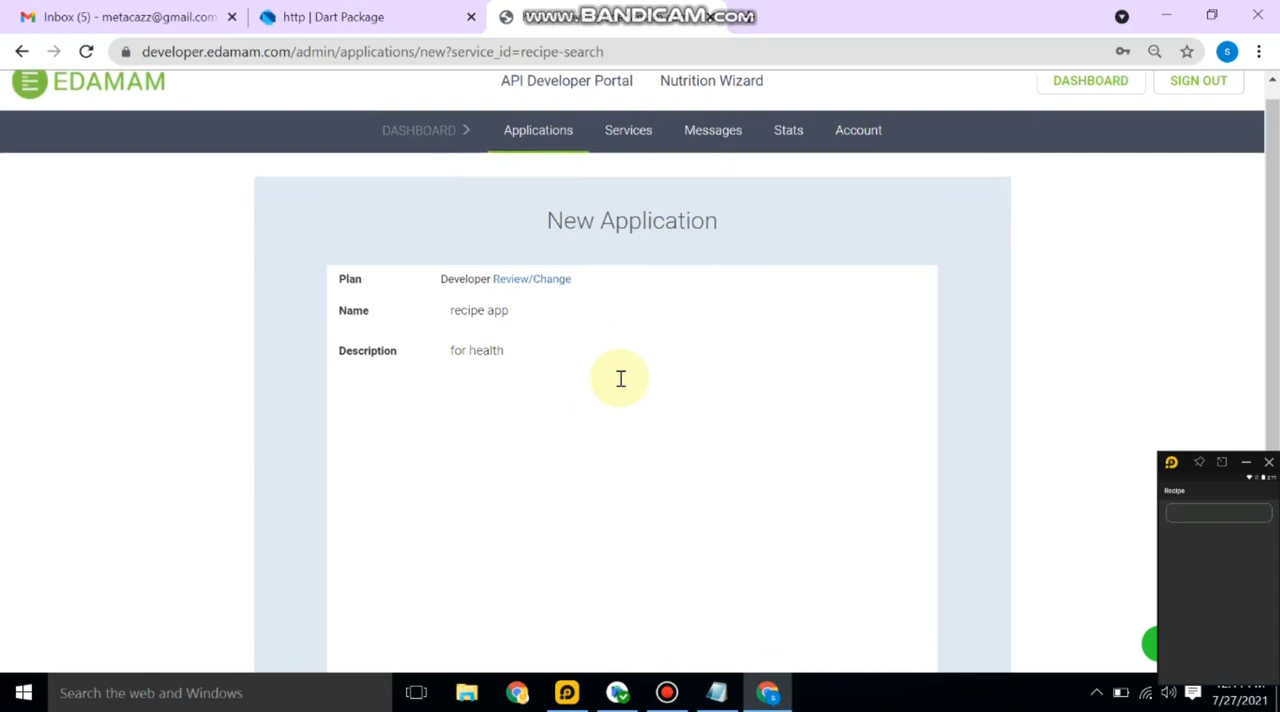 Inbox (5) - metacazz@gmail.com
http | Dart Package
WWW.BANDICAM.COM
developer.edamam.com/admin/applications/new?service_id=recipe-search
S
EDAMAM
API Developer Portal
Nutrition Wizard
DASHBOARD
SIGN OUT
DASHBOARD
Applications
Services
Messages
Stats
Account
New Application
Plan
Developer Review/Change
Name
recipe app
Description
for health
Recipe
Search the web and Windows
7/27/2021